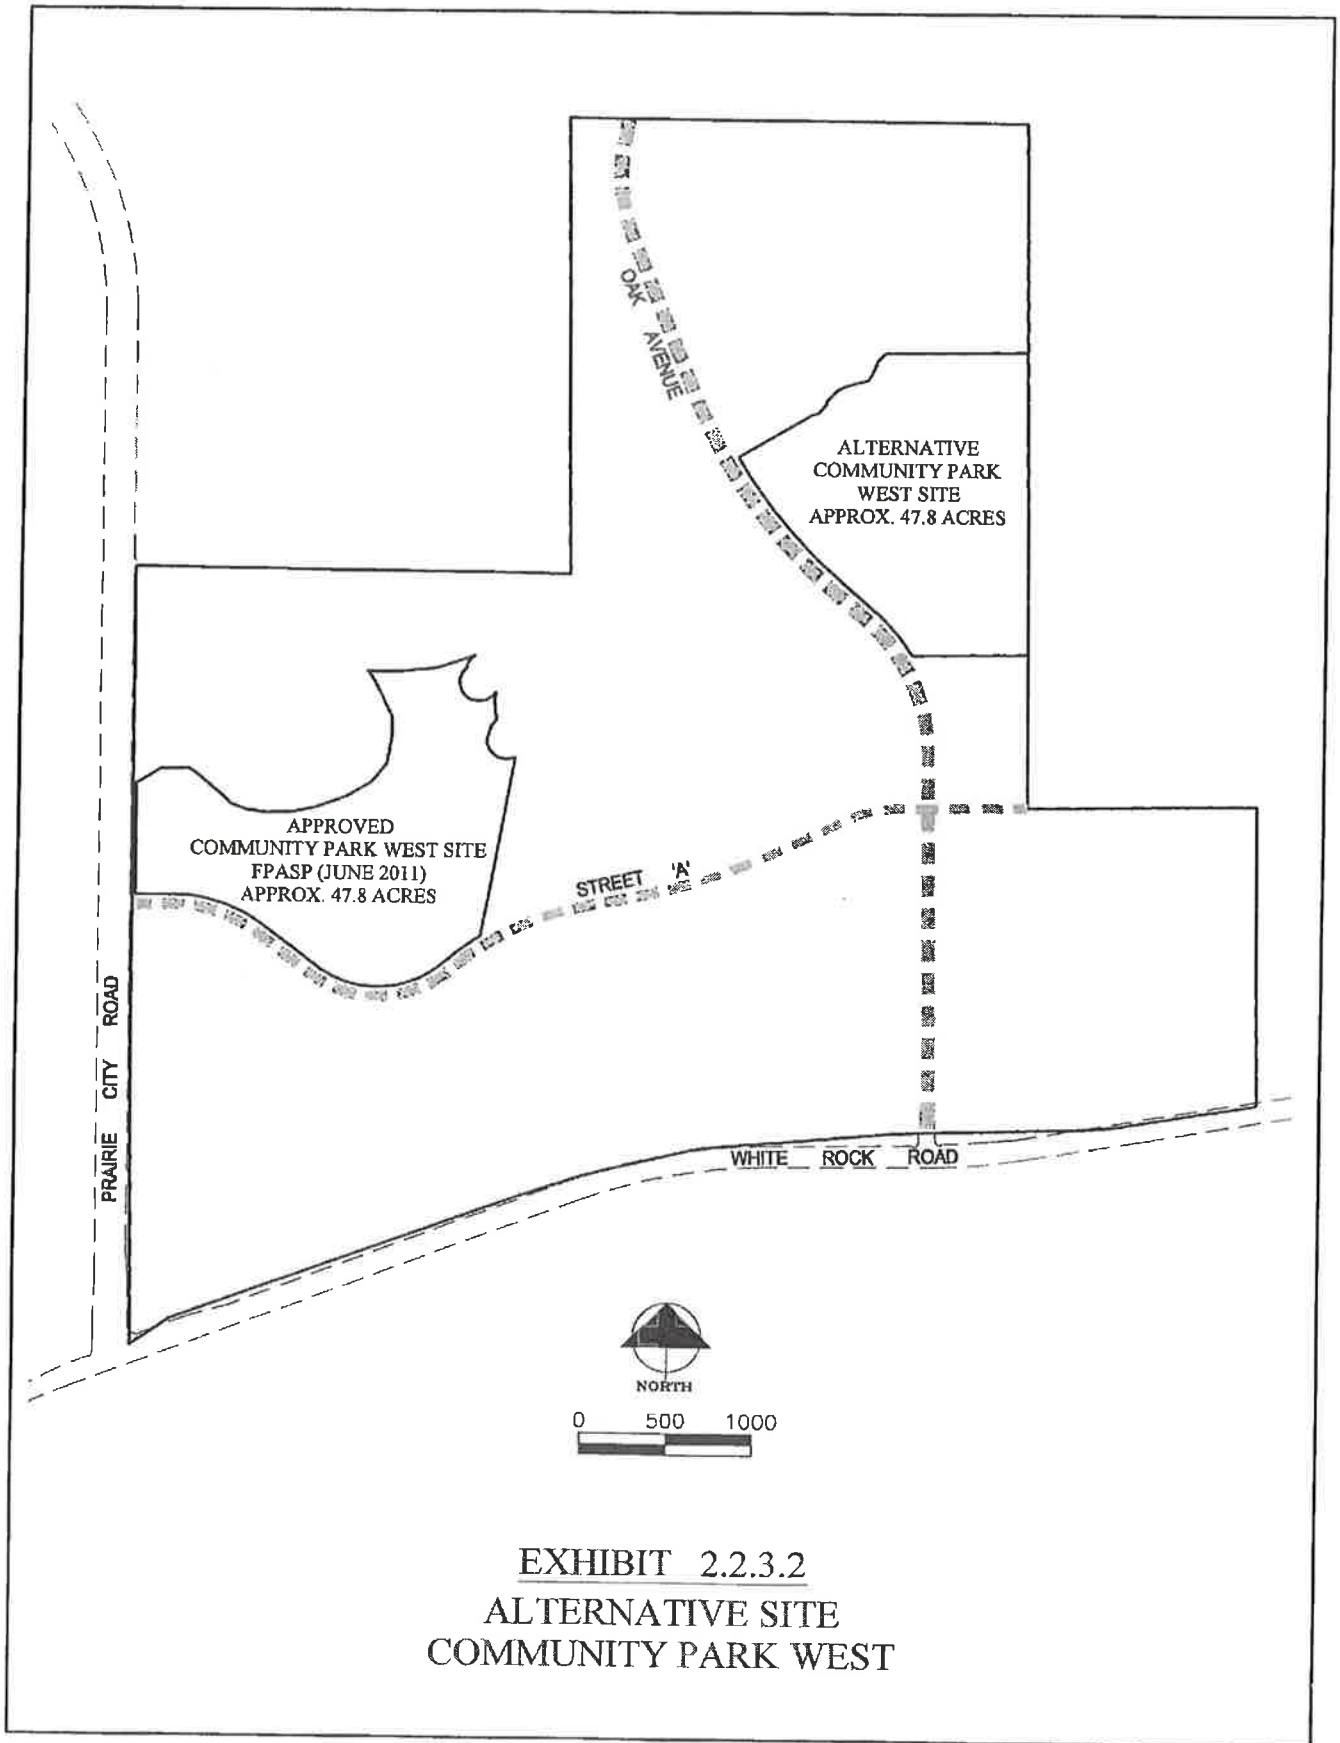 OAK AVENUE
ALTERNATIVE
COMMUNITY PARK
WEST SITE
APPROX. 47.8 ACRES
APPROVED
COMMUNITY PARK WEST SITE
FPASP (JUNE 2011)
APPROX. 47.8 ACRES
STREET 'A'
PRAIRIE CITY ROAD
WHITE ROCK ROAD
NORTH
0 500 1000
EXHIBIT 2.2.3.2
ALTERNATIVE SITE
COMMUNITY PARK WEST